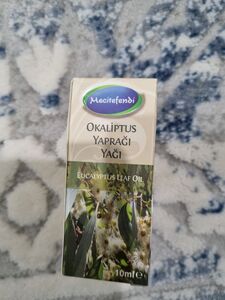 Mecitefendi
OKALİPTUS
YAPRAĞI
YAĞI
EUCALYPTUS LEAF OIL
10ml e